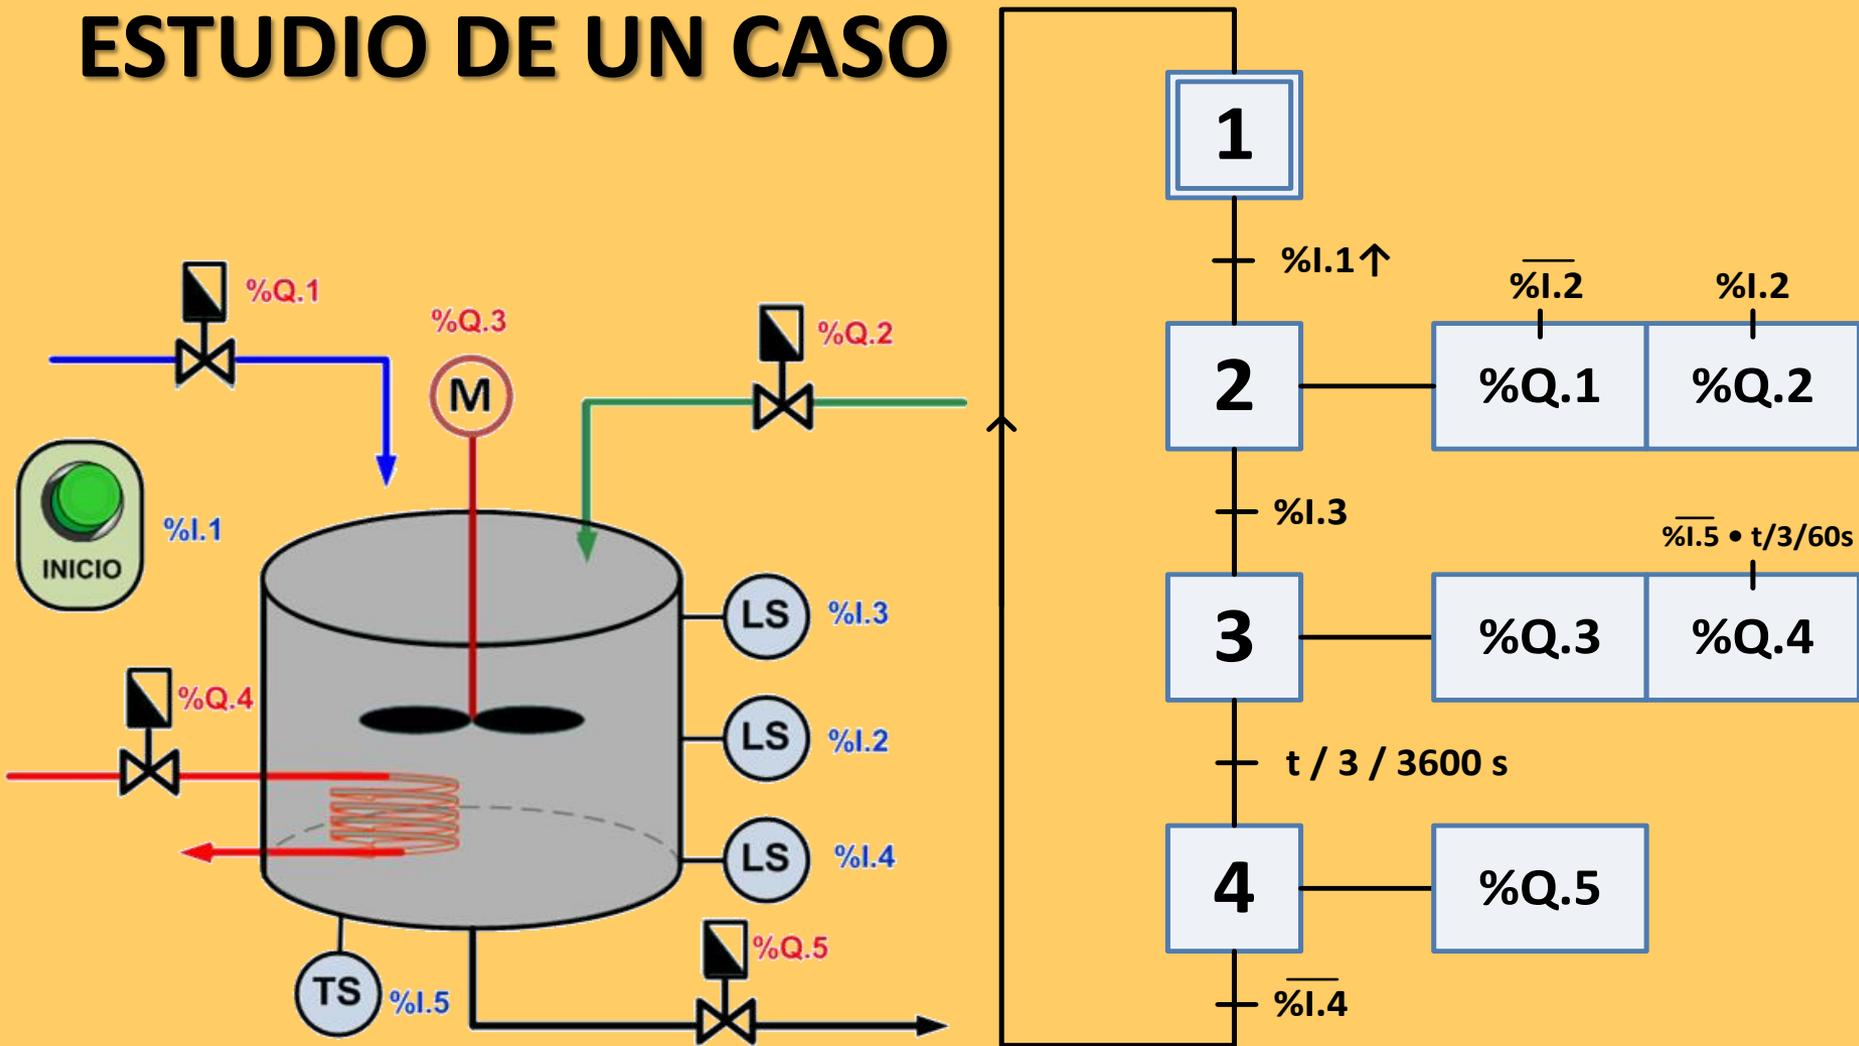 ESTUDIO DE UN CASO
%Q.1
%Q.3
M
%Q.2
INICIO
%I.1
LS
%I.3
%Q.4
LS
%I.2
LS
%I.4
TS
%I.5
%Q.5
1
%I.1↑
2
%I.2
%Q.1
%I.2
%Q.2
%I.3
3
%Q.3
%I.5 • t/3/60s
%Q.4
t / 3 / 3600 s
4
%Q.5
%I.4